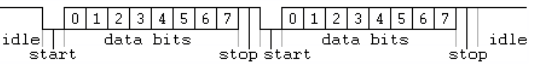 0 1 2 3 4 5 6 7 0 1 2 3 4 5 6 7
idle data bits data bits idle
start stop start stop